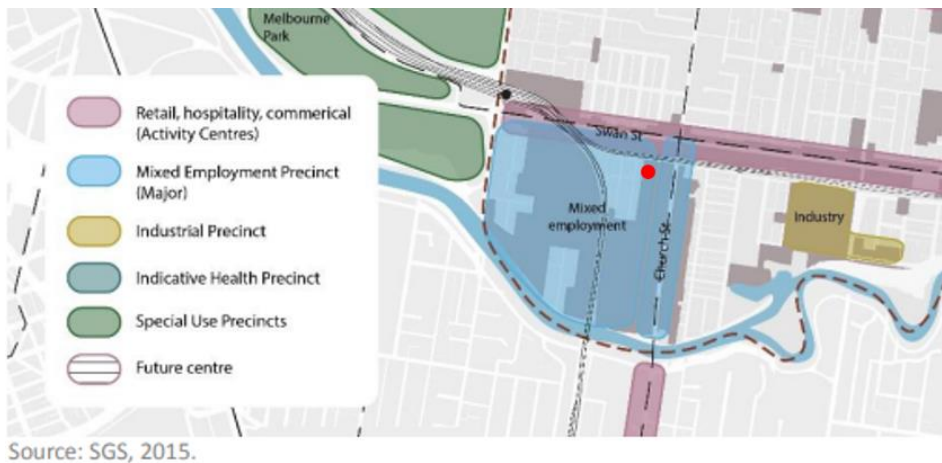 Melbourne
Park
Retail, hospitality, commerical
(Activity Centres)
Mixed Employment Precinct
(Major)
Industrial Precinct
Indicative Health Precinct
Special Use Precincts
Future centre
Swan St
Mixed
employment
Church St
Industry
Source: SGS, 2015.